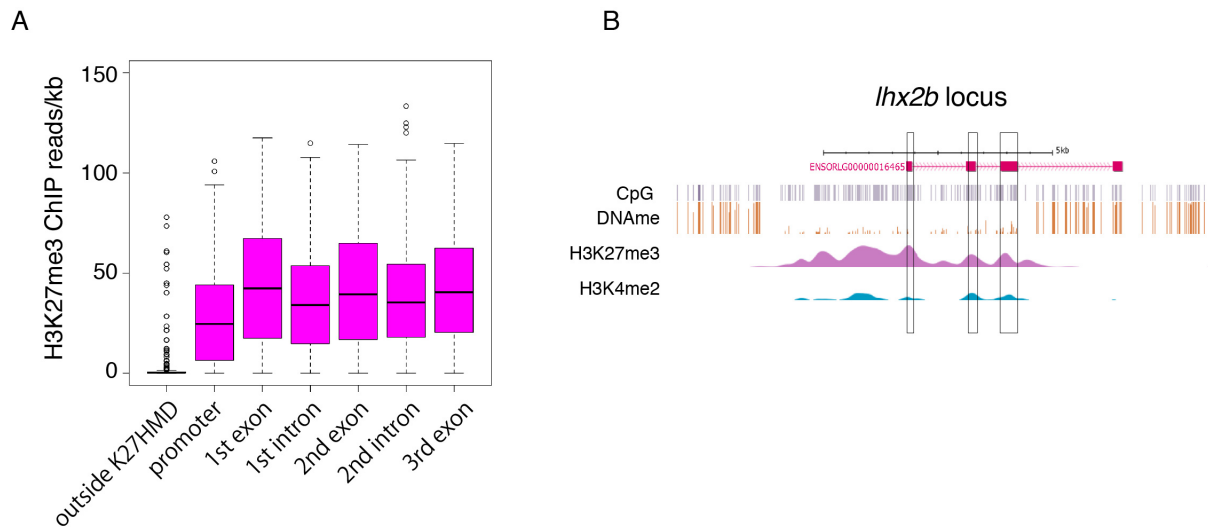 A
H3K27me3 ChIP reads/kb
150
100
50
0
outside K27HMD
promoter
1st exon
1st intron
2nd exon
2nd intron
3rd exon
B
lhx2b locus
5kb
ENSORLG00000016465
CpG
DNAme
H3K27me3
H3K4me2